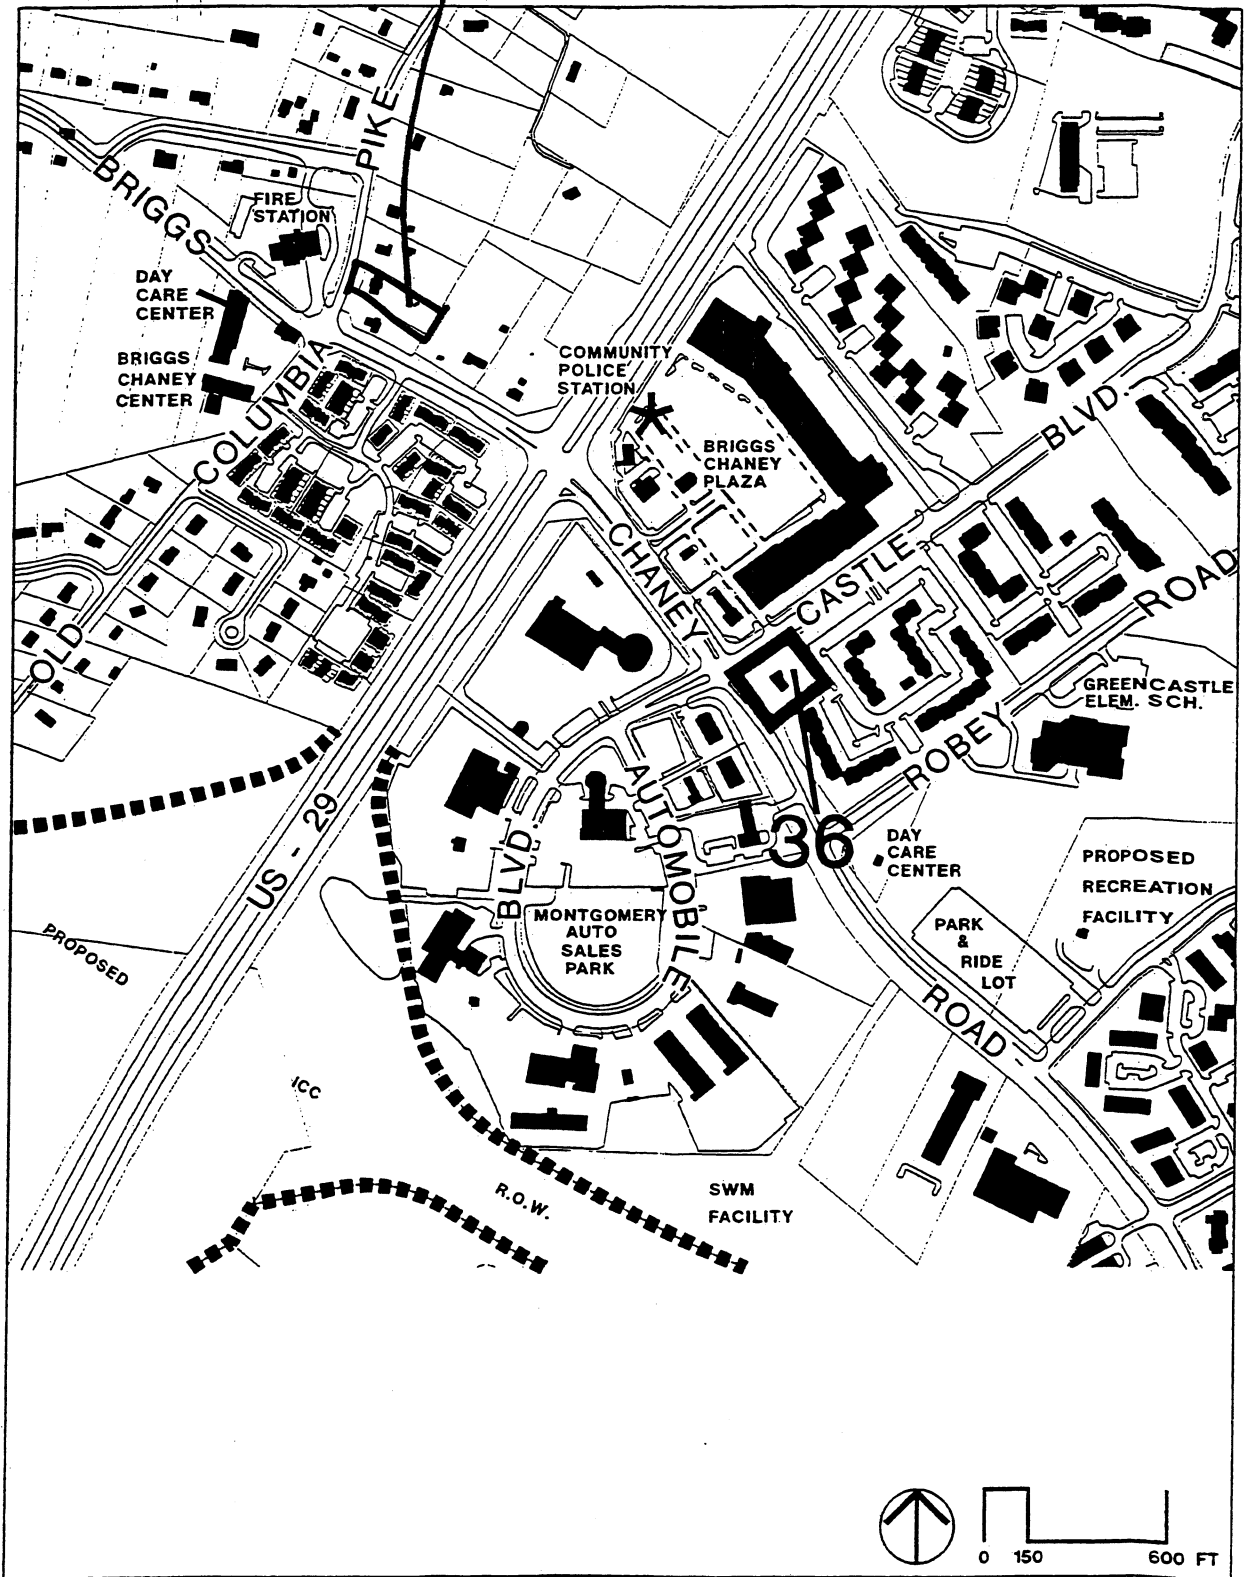 PIKE
BRIGGS
FIRE
STATION
DAY
CARE
CENTER
BRIGGS
CHANEY
CENTER
COLUMBIA
OLD
COMMUNITY
POLICE
STATION
BRIGGS
CHANEY
PLAZA
BLVD.
CASTLE
CHANEY
ROAD
GREENCASTLE
ELEM. SCH.
ROBEY
AUTOMOBILE
BLVD.
36
DAY
CARE
CENTER
US - 29
MONTGOMERY
AUTO
SALES
PARK
PROPOSED
RECREATION
FACILITY
PARK
&
RIDE
LOT
ROAD
PROPOSED
ICC
R.O.W.
SWM
FACILITY
0 150 600 FT